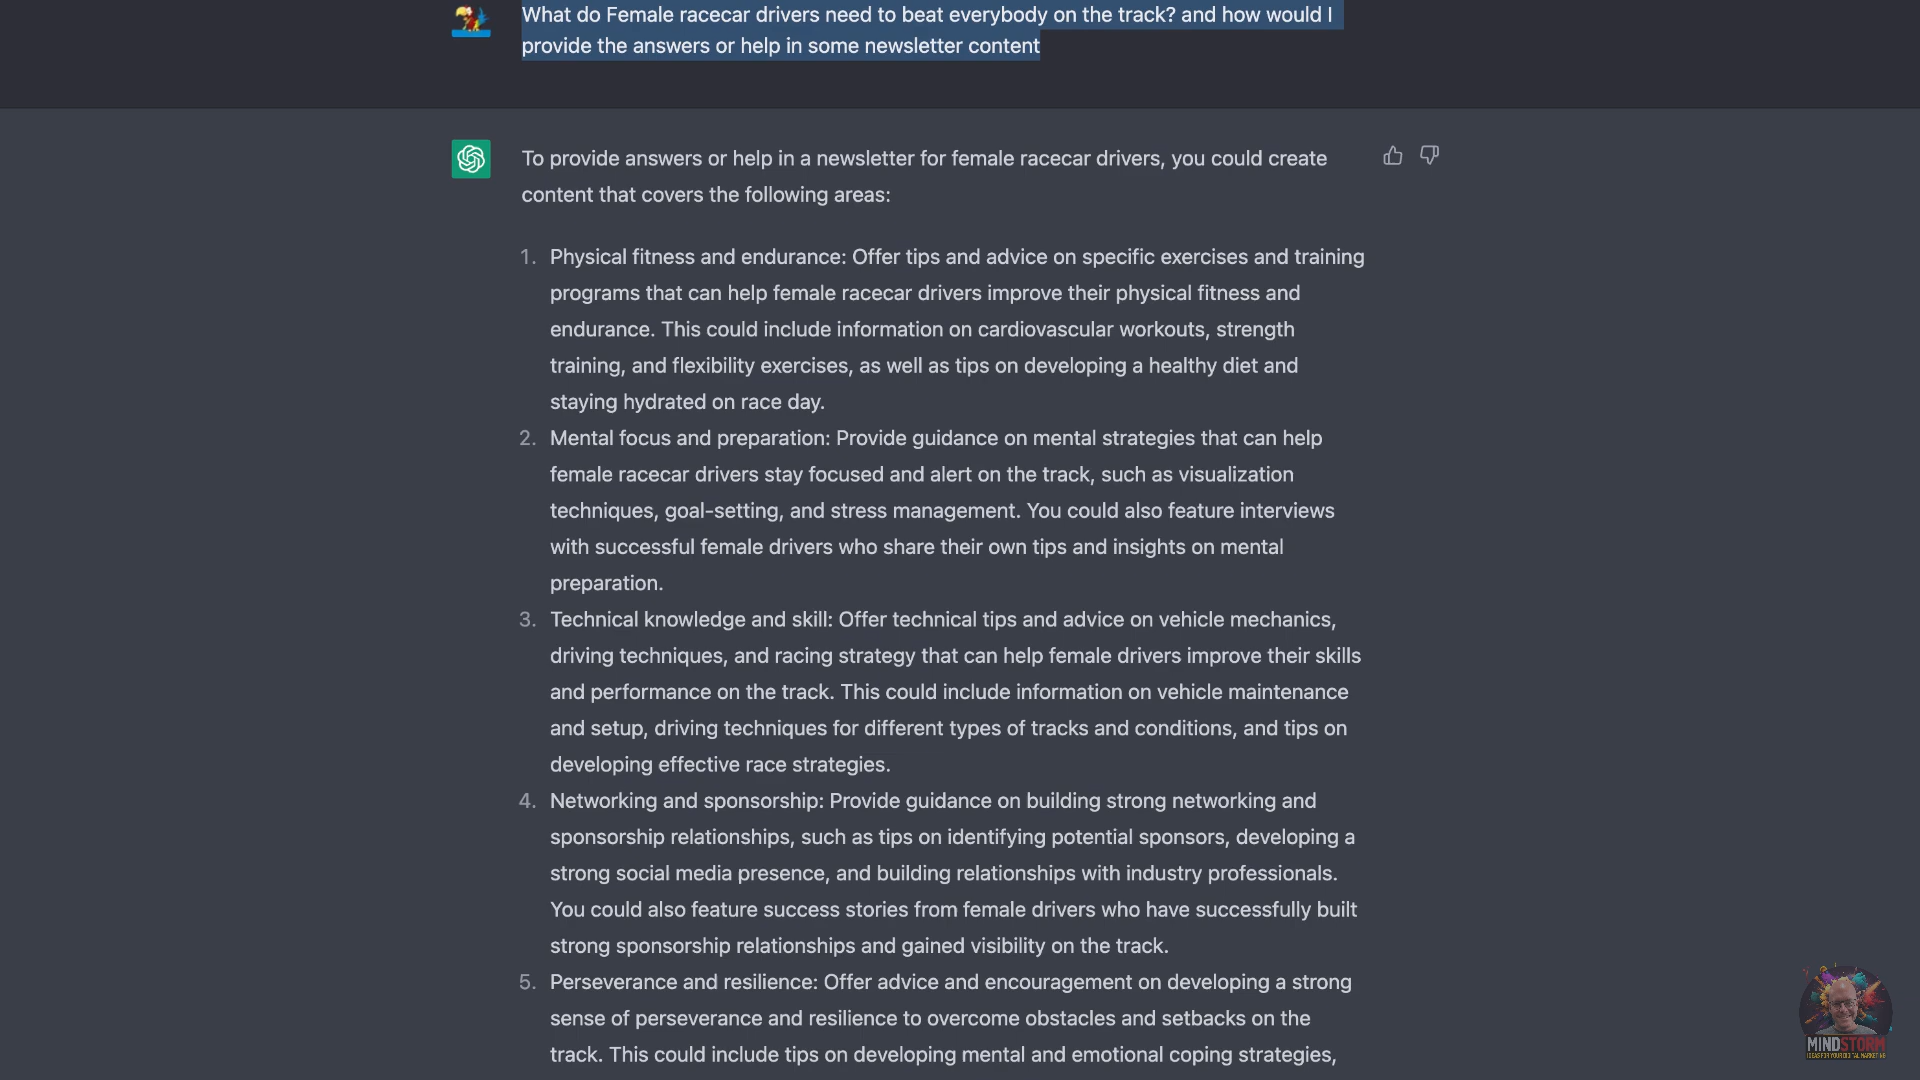 What do Female racecar drivers need to beat everybody on the track? and how would I
provide the answers or help in some newsletter content
To provide answers or help in a newsletter for female racecar drivers, you could create
content that covers the following areas:
1. Physical fitness and endurance: Offer tips and advice on specific exercises and training
programs that can help female racecar drivers improve their physical fitness and
endurance. This could include information on cardiovascular workouts, strength
training, and flexibility exercises, as well as tips on developing a healthy diet and
staying hydrated on race day.
2. Mental focus and preparation: Provide guidance on mental strategies that can help
female racecar drivers stay focused and alert on the track, such as visualization
techniques, goal-setting, and stress management. You could also feature interviews
with successful female drivers who share their own tips and insights on mental
preparation.
3. Technical knowledge and skill: Offer technical tips and advice on vehicle mechanics,
driving techniques, and racing strategy that can help female drivers improve their skills
and performance on the track. This could include information on vehicle maintenance
and setup, driving techniques for different types of tracks and conditions, and tips on
developing effective race strategies.
4. Networking and sponsorship: Provide guidance on building strong networking and
sponsorship relationships, such as tips on identifying potential sponsors, developing a
strong social media presence, and building relationships with industry professionals.
You could also feature success stories from female drivers who have successfully built
strong sponsorship relationships and gained visibility on the track.
5. Perseverance and resilience: Offer advice and encouragement on developing a strong
sense of perseverance and resilience to overcome obstacles and setbacks on the
track. This could include tips on developing mental and emotional coping strategies,
MINDSTORM
IDEAS FOR YOUR DIGITAL MARKETING